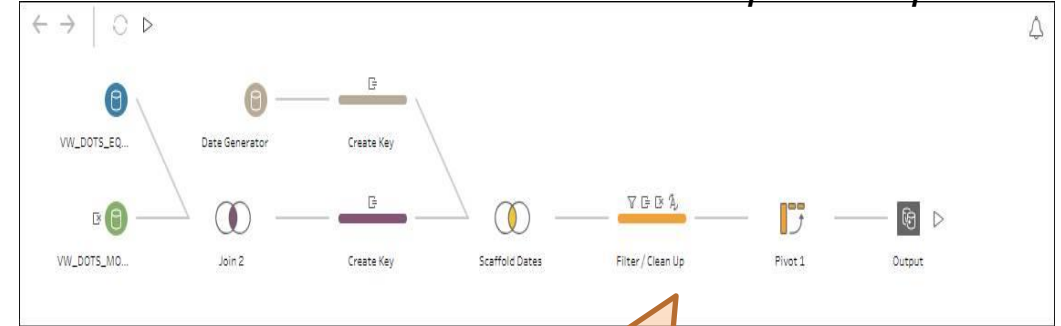 Date Generator
Create Key
VW_DOTS_EQ...
VW_DOTS_MO...
Join 2
Create Key
Scaffold Dates
Filter / Clean Up
Pivot 1
Output